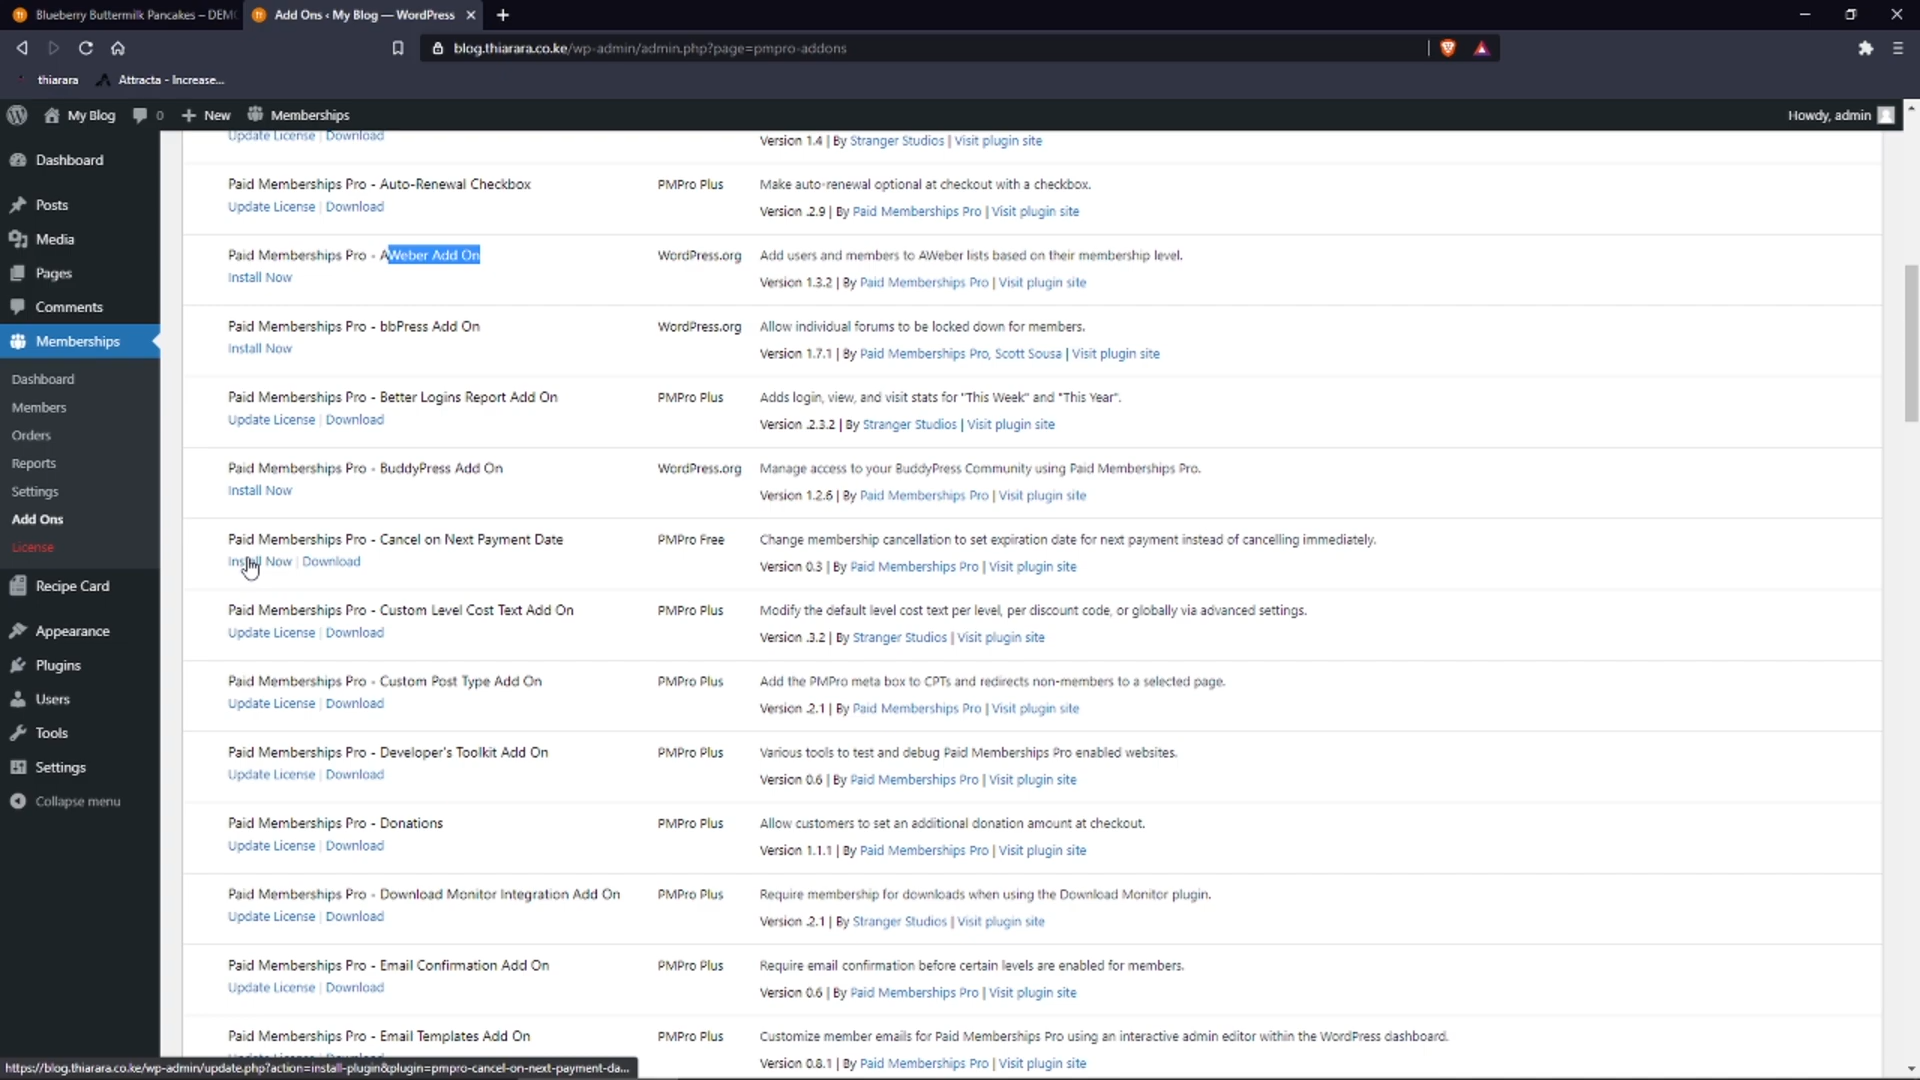 Blueberry Buttermilk Pancakes – DEMO
Add Ons ‹ My Blog — WordPress
blog.thiarara.co.ke/wp-admin/admin.php?page=pmpro-addons
thiarara
Attracta - Increase...
My Blog
0
New
Memberships
Howdy, admin
Dashboard
Posts
Media
Pages
Comments
Memberships
Dashboard
Members
Orders
Reports
Settings
Add Ons
License
Recipe Card
Appearance
Plugins
Users
Tools
Settings
Collapse menu
Update License | Download
Version 1.4 | By Stranger Studios | Visit plugin site
Paid Memberships Pro - Auto-Renewal Checkbox
Update License | Download
PMPro Plus
Make auto-renewal optional at checkout with a checkbox.
Version .2.9 | By Paid Memberships Pro | Visit plugin site
Paid Memberships Pro - AWeber Add On
Install Now
WordPress.org
Add users and members to AWeber lists based on their membership level.
Version 1.3.2 | By Paid Memberships Pro | Visit plugin site
Paid Memberships Pro - bbPress Add On
Install Now
WordPress.org
Allow individual forums to be locked down for members.
Version 1.7.1 | By Paid Memberships Pro, Scott Sousa | Visit plugin site
Paid Memberships Pro - Better Logins Report Add On
Update License | Download
PMPro Plus
Adds login, view, and visit stats for "This Week" and "This Year".
Version .2.3.2 | By Stranger Studios | Visit plugin site
Paid Memberships Pro - BuddyPress Add On
Install Now
WordPress.org
Manage access to your BuddyPress Community using Paid Memberships Pro.
Version 1.2.6 | By Paid Memberships Pro | Visit plugin site
Paid Memberships Pro - Cancel on Next Payment Date
Install Now | Download
PMPro Free
Change membership cancellation to set expiration date for next payment instead of cancelling immediately.
Version 0.3 | By Paid Memberships Pro | Visit plugin site
Paid Memberships Pro - Custom Level Cost Text Add On
Update License | Download
PMPro Plus
Modify the default level cost text per level, per discount code, or globally via advanced settings.
Version .3.2 | By Stranger Studios | Visit plugin site
Paid Memberships Pro - Custom Post Type Add On
Update License | Download
PMPro Plus
Add the PMPro meta box to CPTs and redirects non-members to a selected page.
Version .2.1 | By Paid Memberships Pro | Visit plugin site
Paid Memberships Pro - Developer's Toolkit Add On
Update License | Download
PMPro Plus
Various tools to test and debug Paid Memberships Pro enabled websites.
Version 0.6 | By Paid Memberships Pro | Visit plugin site
Paid Memberships Pro - Donations
Update License | Download
PMPro Plus
Allow customers to set an additional donation amount at checkout.
Version 1.1.1 | By Paid Memberships Pro | Visit plugin site
Paid Memberships Pro - Download Monitor Integration Add On
Update License | Download
PMPro Plus
Require membership for downloads when using the Download Monitor plugin.
Version .2.1 | By Stranger Studios | Visit plugin site
Paid Memberships Pro - Email Confirmation Add On
Update License | Download
PMPro Plus
Require email confirmation before certain levels are enabled for members.
Version 0.6 | By Paid Memberships Pro | Visit plugin site
Paid Memberships Pro - Email Templates Add On
PMPro Plus
Customize member emails for Paid Memberships Pro using an interactive admin editor within the WordPress dashboard.
Version 0.8.1 | By Paid Memberships Pro | Visit plugin site
https://blog.thiarara.co.ke/wp-admin/update.php?action=install-plugin&plugin=pmpro-cancel-on-next-payment-da...